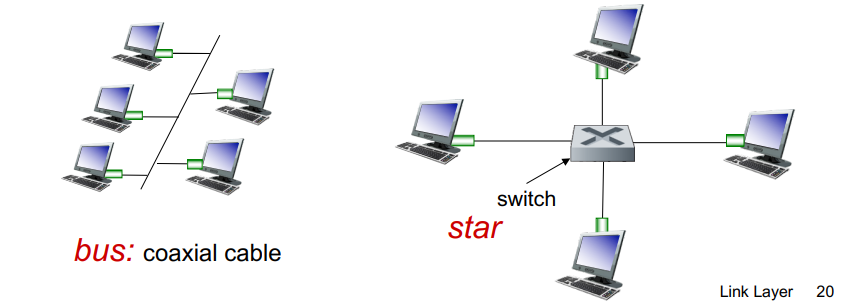 bus: coaxial cable
switch
star
Link Layer 20